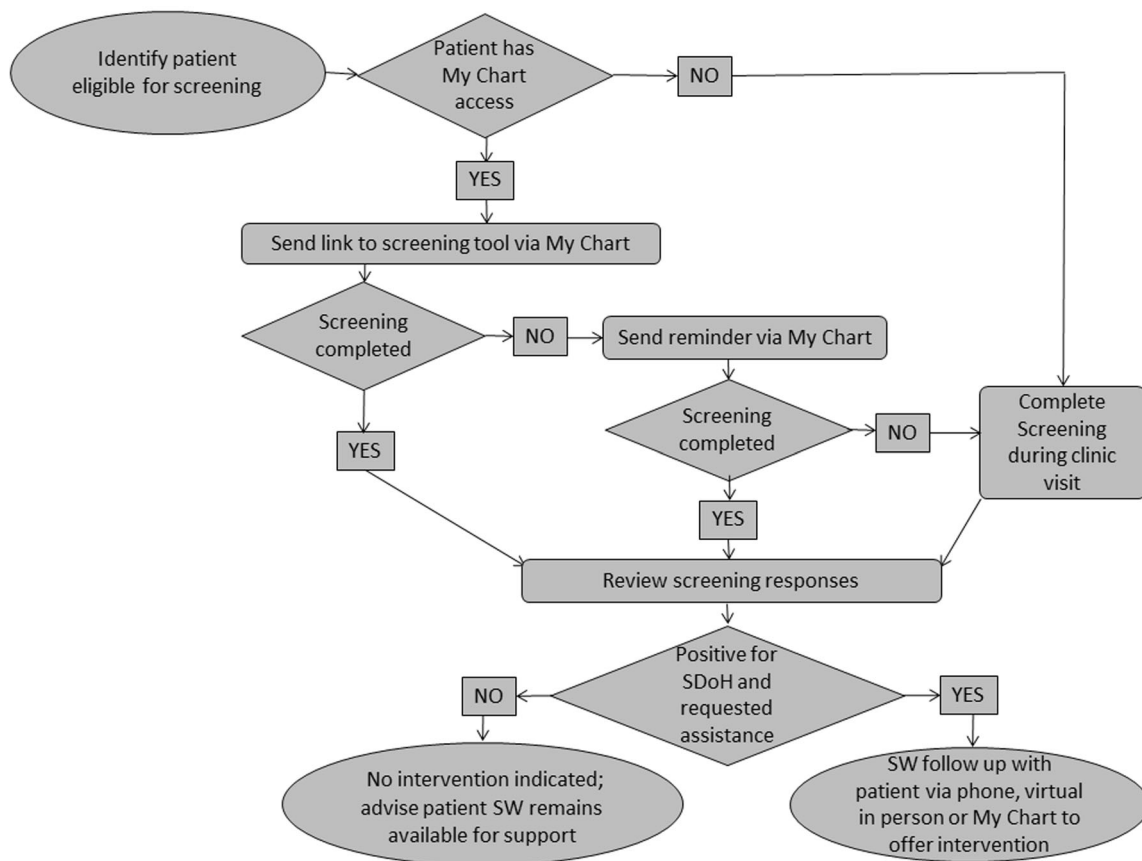 Identify patient
eligible for screening
Patient has
My Chart
access
NO
YES
Send link to screening tool via My Chart
Screening
completed
NO
Send reminder via My Chart
Screening
completed
NO
Complete
Screening
during clinic
visit
YES
YES
Review screening responses
Positive for
SDoH and
requested
assistance
NO
YES
No intervention indicated;
advise patient SW remains
available for support
SW follow up with
patient via phone, virtual
in person or My Chart to
offer intervention